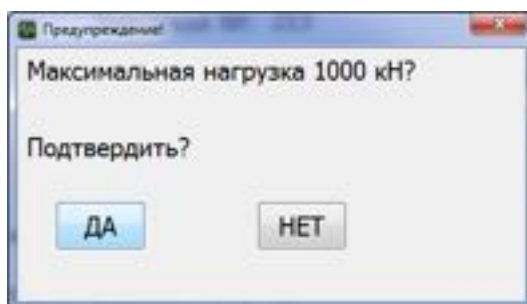 Предупреждение!
Максимальная нагрузка 1000 кН?
Подтвердить?
ДА
НЕТ